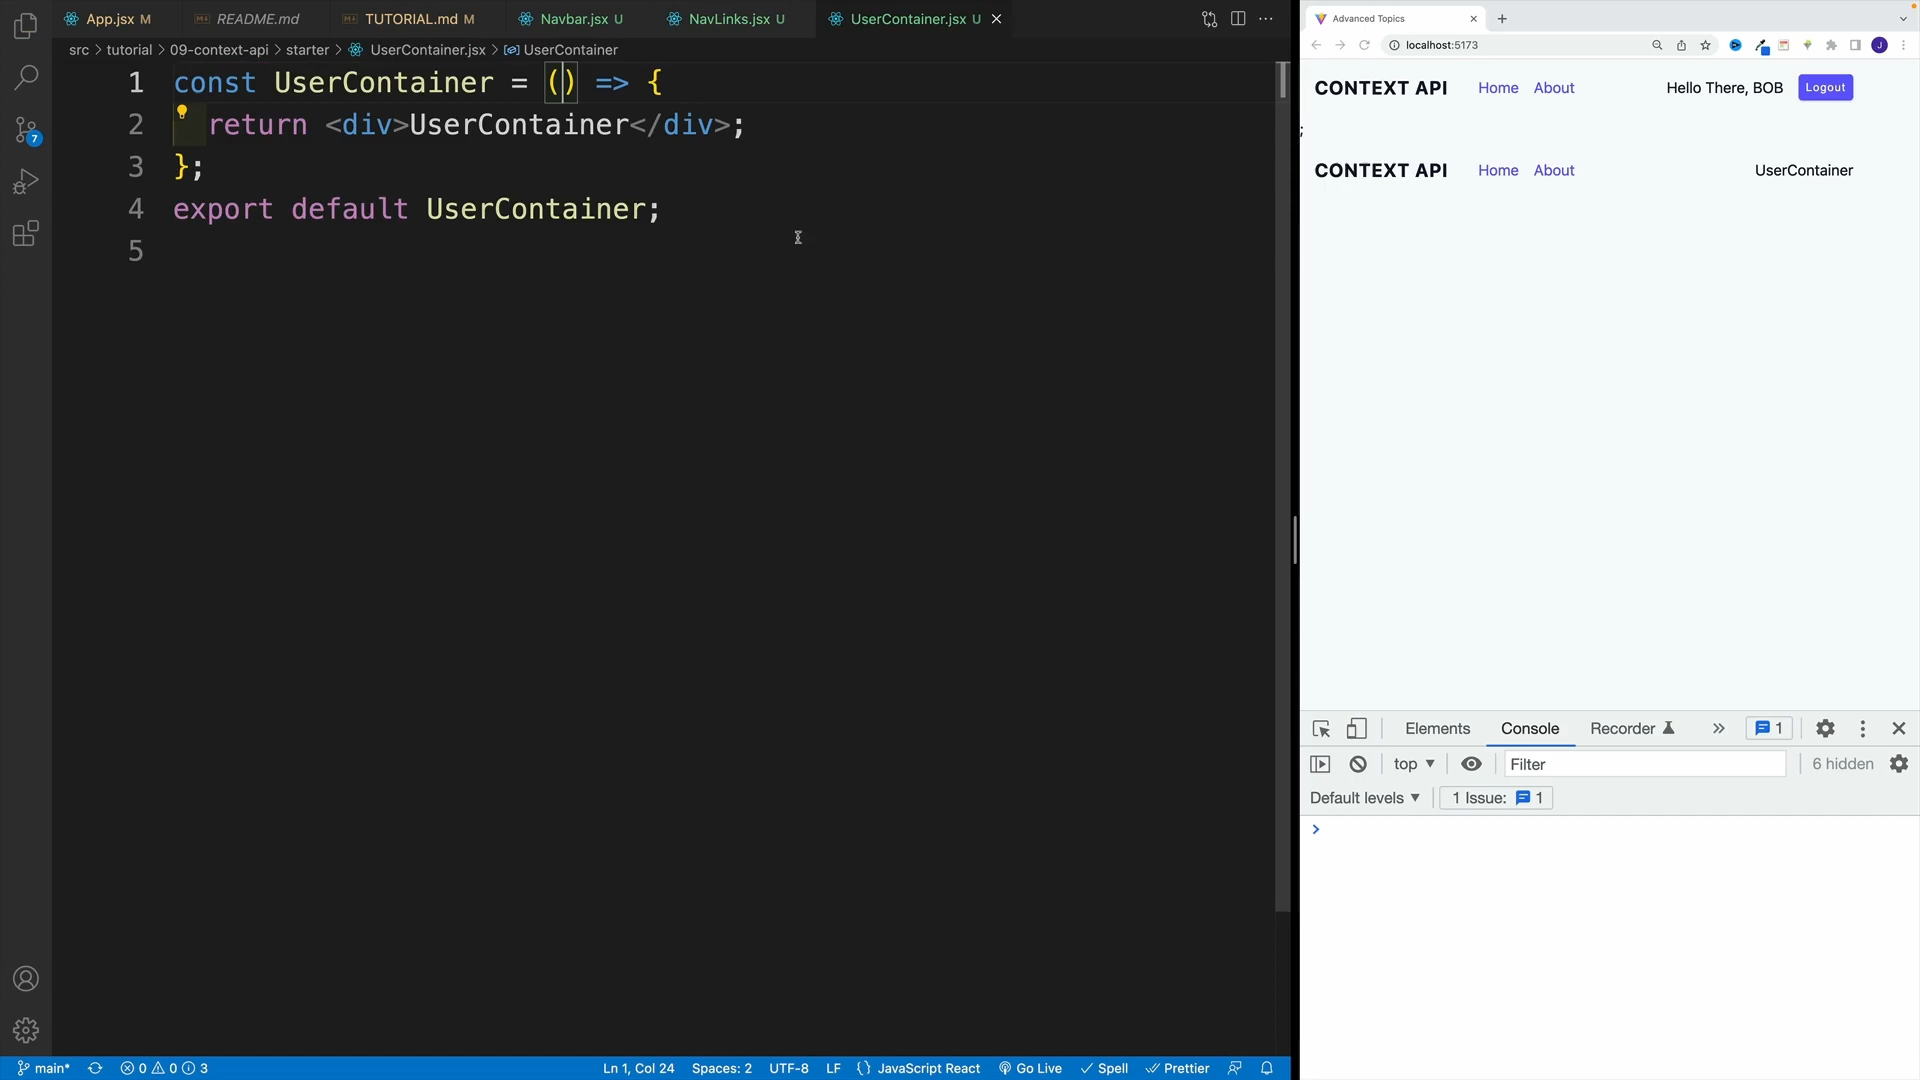 App.jsx M
README.md
TUTORIAL.md M
Navbar.jsx U
NavLinks.jsx U
UserContainer.jsx U
src > tutorial > 09-context-api > starter > UserContainer.jsx > UserContainer
1 const UserContainer = () => {
2 return <div>UserContainer</div>;
3 };
4 export default UserContainer;
5
7
main*
0 0 3
Ln 1, Col 24
Spaces: 2
UTF-8
LF
JavaScript React
Go Live
Spell
Prettier
Advanced Topics
localhost:5173
J
CONTEXT API Home About Hello There, BOB Logout
;
CONTEXT API Home About UserContainer
Elements Console Recorder 1
top Filter 6 hidden
Default levels 1 Issue: 1